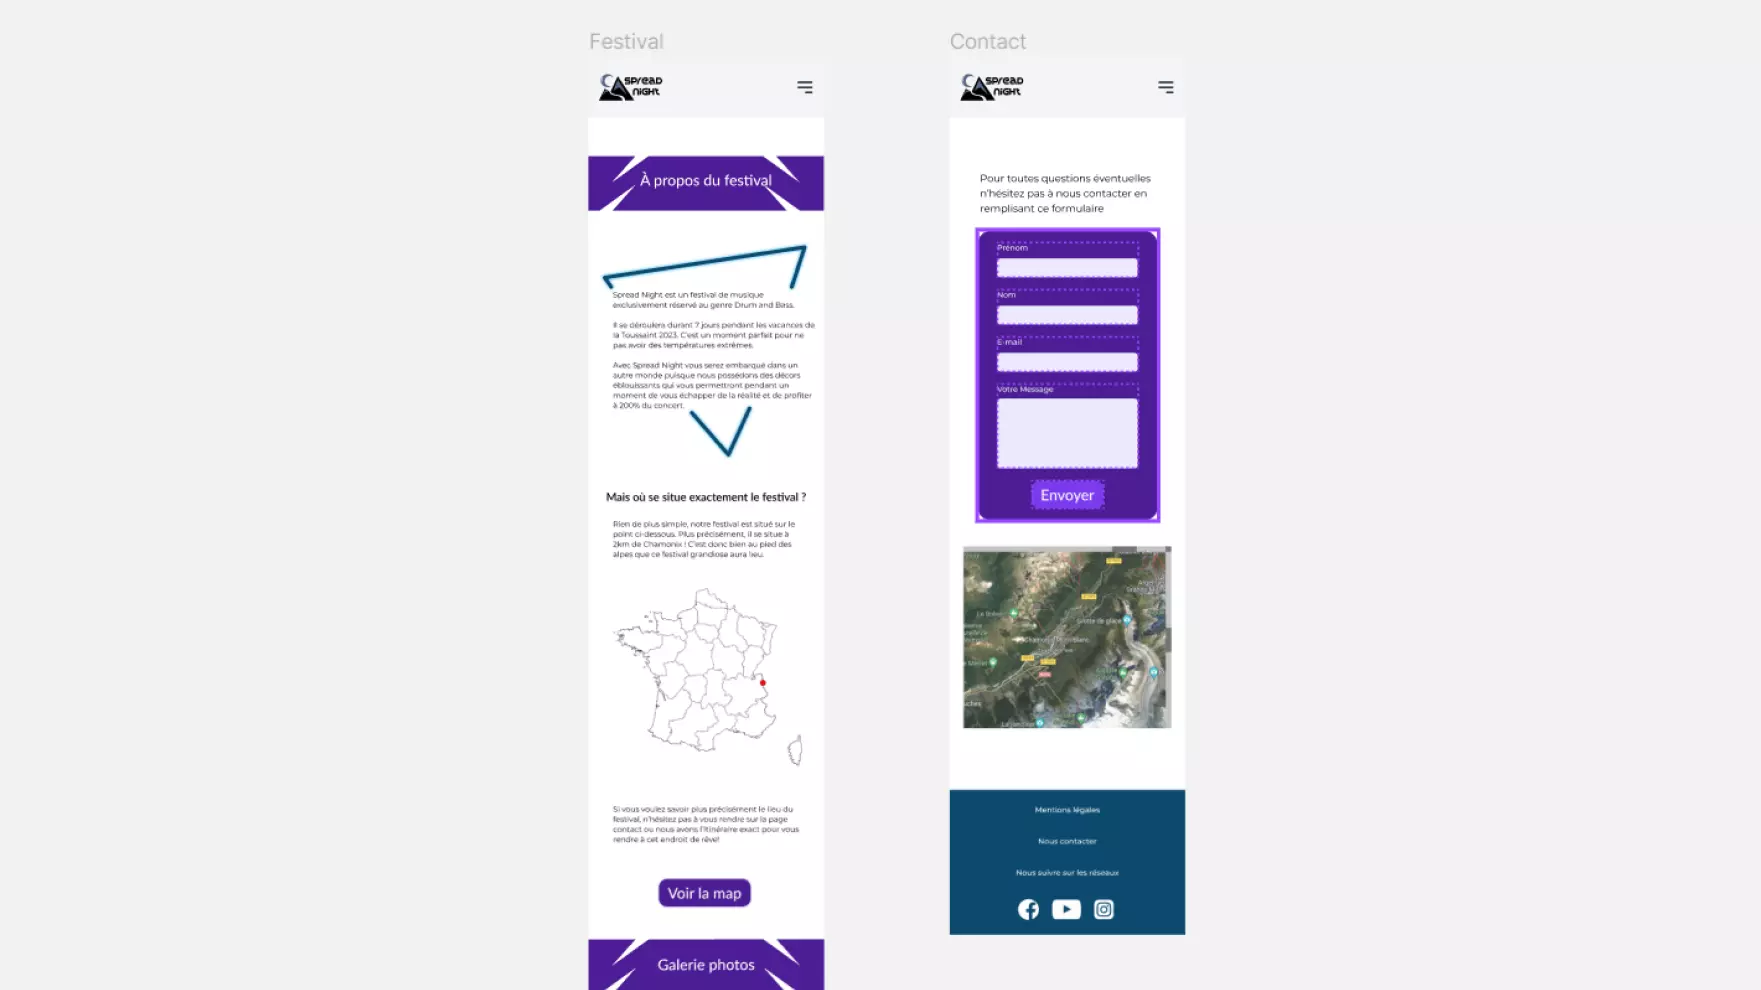 Festival
SPREAD
NIGHT
À propos du festival
Spread Night est un festival de musique
exclusivement réservé au genre Drum and Bass.
Il se déroulera durant 7 jours pendant les vacances de
la Toussaint 2023. C'est un moment parfait pour ne
pas avoir des températures extrêmes.
Avec Spread Night vous serez embarqué dans un
autre monde puisque nous possédons des décors
éblouissants qui vous permettront pendant un
moment de vous échapper de la réalité et de profiter
à 200% du concert.
Mais où se situe exactement le festival ?
Rien de plus simple, notre festival est situé sur le
point ci-dessous. Plus précisément, il se situe à
2km de Chamonix ! C'est donc bien au pied des
alpes que ce festival grandiose aura lieu.
Si vous voulez savoir plus précisément le lieu du
festival, n'hésitez pas à vous rendre sur la page
contact ou nous avons l'itinéraire exact pour vous
rendre à cet endroit de rêve!
Voir la map
Galerie photos
Contact
SPREAD
NIGHT
Pour toutes questions éventuelles
n'hésitez pas à nous contacter en
remplisant ce formulaire
Prénom
Nom
E-mail
Votre Message
Envoyer
Grotte de glace
Mentions légales
Nous contacter
Nous suivre sur les réseaux